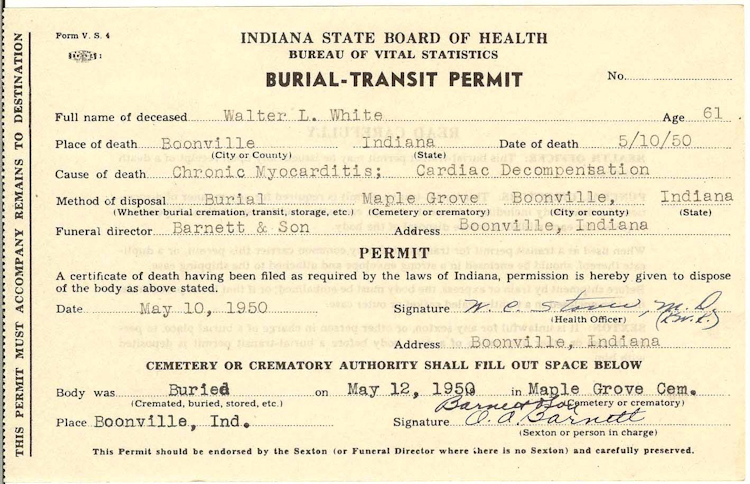 Form V. S. 4
INDIANA STATE BOARD OF HEALTH
BUREAU OF VITAL STATISTICS
BURIAL-TRANSIT PERMIT
No.
Full name of deceased Walter L. White Age 61
Place of death Boonville Indiana Date of death 5/10/50
(City or County) (State)
Cause of death Chronic Myocarditis; Cardiac Decompensation
Method of disposal Burial Maple Grove Boonville, Indiana
(Whether burial cremation, transit, storage, etc.) (Cemetery or crematory) (City or county) (State)
Funeral director Barnett & Son Address Boonville, Indiana
PERMIT
A certificate of death having been filed as required by the laws of Indiana, permission is hereby given to dispose
of the body as above stated.
Date May 10, 1950 Signature W. C. Stover, M. D.
(Health Officer)
Address Boonville, Indiana
CEMETERY OR CREMATORY AUTHORITY SHALL FILL OUT SPACE BELOW
Body was Buried on May 12, 1950 in Maple Grove Cem.
(Cremated, buried, stored, etc.) (Cemetery or crematory)
Place Boonville, Ind. Signature O. A. Barnett
(Sexton or person in charge)
This Permit should be endorsed by the Sexton (or Funeral Director where there is no Sexton) and carefully preserved.
THIS PERMIT MUST ACCOMPANY REMAINS TO DESTINATION